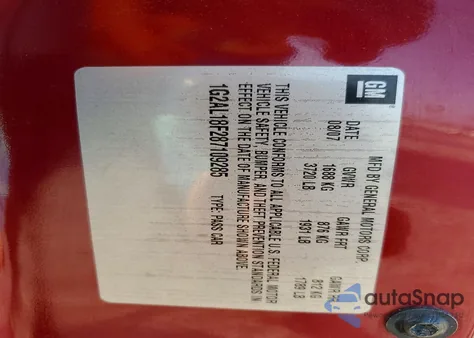 GM
MFD BY GENERAL MOTORS CORP
DATE GVWR GAWR FRT GAWR RR
08/07 1688 KG 876 KG 812 KG
3720 LB 1931 LB 1789 LB
THIS VEHICLE CONFORMS TO ALL APPLICABLE U.S. FEDERAL MOTOR
VEHICLE SAFETY, BUMPER, AND THEFT PREVENTION STANDARDS IN
EFFECT ON THE DATE OF MANUFACTURE SHOWN ABOVE.
1G2AL18F287109286 TYPE: PASS CAR
autoSnap